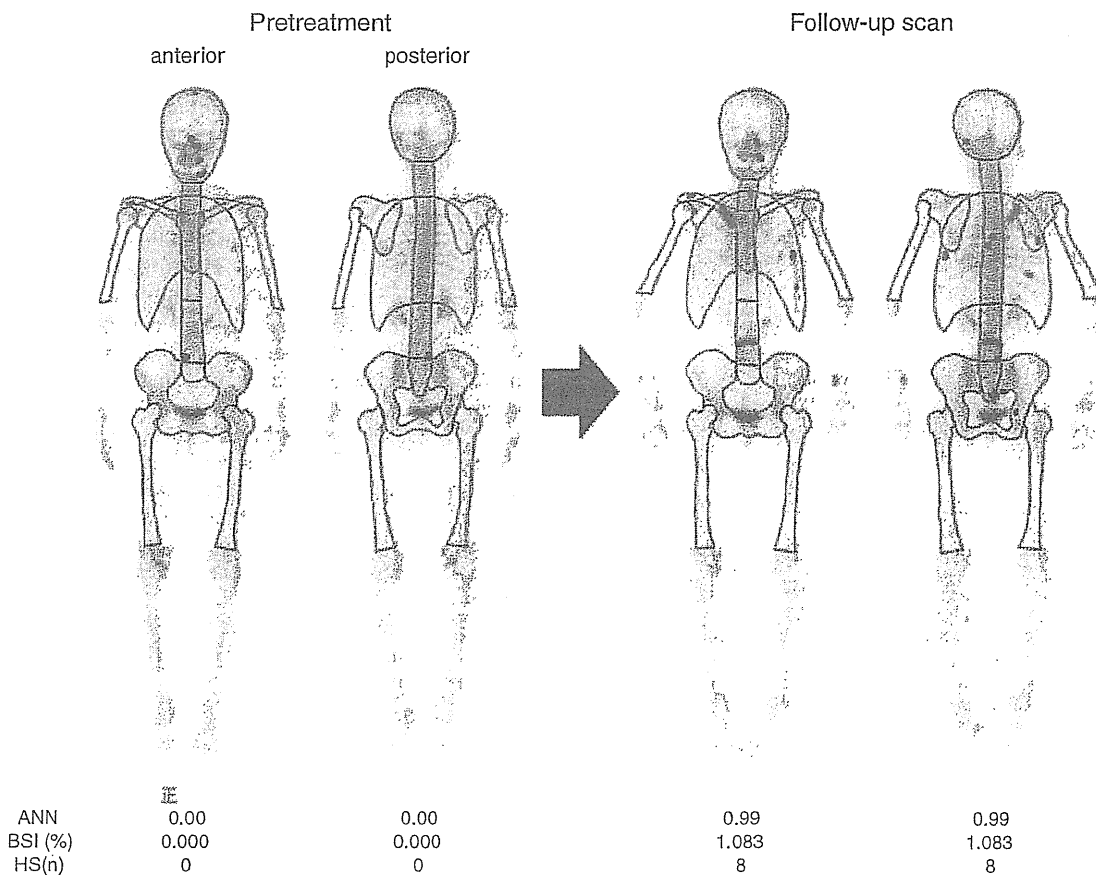 Pretreatment Follow-up scan
anterior posterior
正
ANN 0.00 0.00 0.99 0.99
BSI (%) 0.000 0.000 1.083 1.083
HS(n) 0 0 8 8